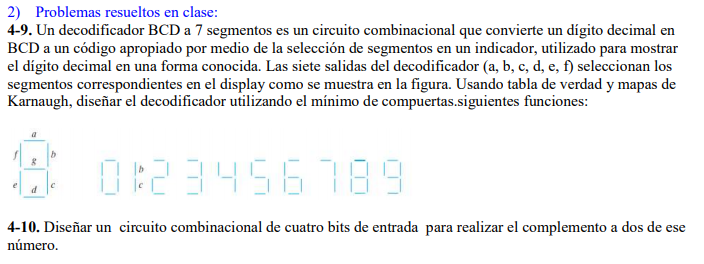 2) Problemas resueltos en clase:
4-9. Un decodificador BCD a 7 segmentos es un circuito combinacional que convierte un dígito decimal en
BCD a un código apropiado por medio de la selección de segmentos en un indicador, utilizado para mostrar
el dígito decimal en una forma conocida. Las siete salidas del decodificador (a, b, c, d, e, f) seleccionan los
segmentos correspondientes en el display como se muestra en la figura. Usando tabla de verdad y mapas de
Karnaugh, diseñar el decodificador utilizando el mínimo de compuertas.siguientes funciones:
a
f g b
e d c
0 1 b c 2 3 4 5 6 7 8 9
4-10. Diseñar un circuito combinacional de cuatro bits de entrada para realizar el complemento a dos de ese
número.